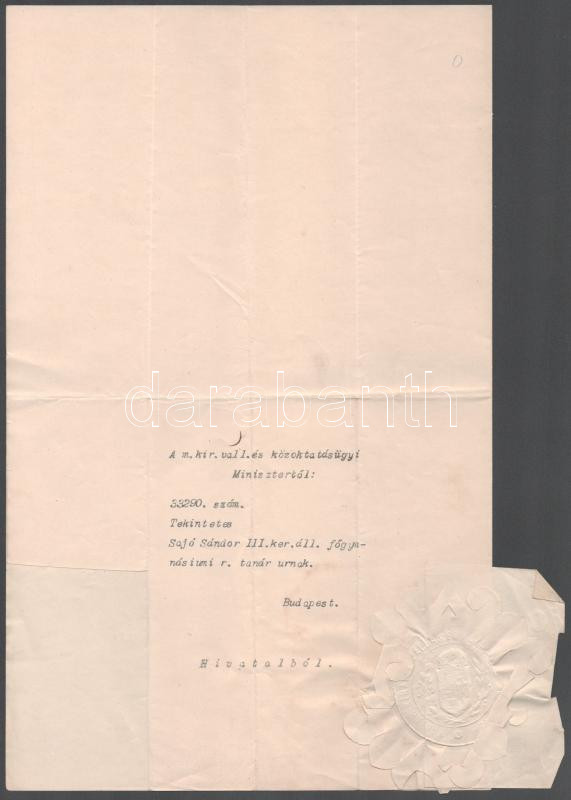 0
darabanth
A m.kir.vall.és közoktatásügyi
Minisztertől:
33290. szám.
Tekintetes
Sajó Sándor III.ker.áll. főgym-
násiumi r. tanár urnak.
Budapest.
Hivatalból.